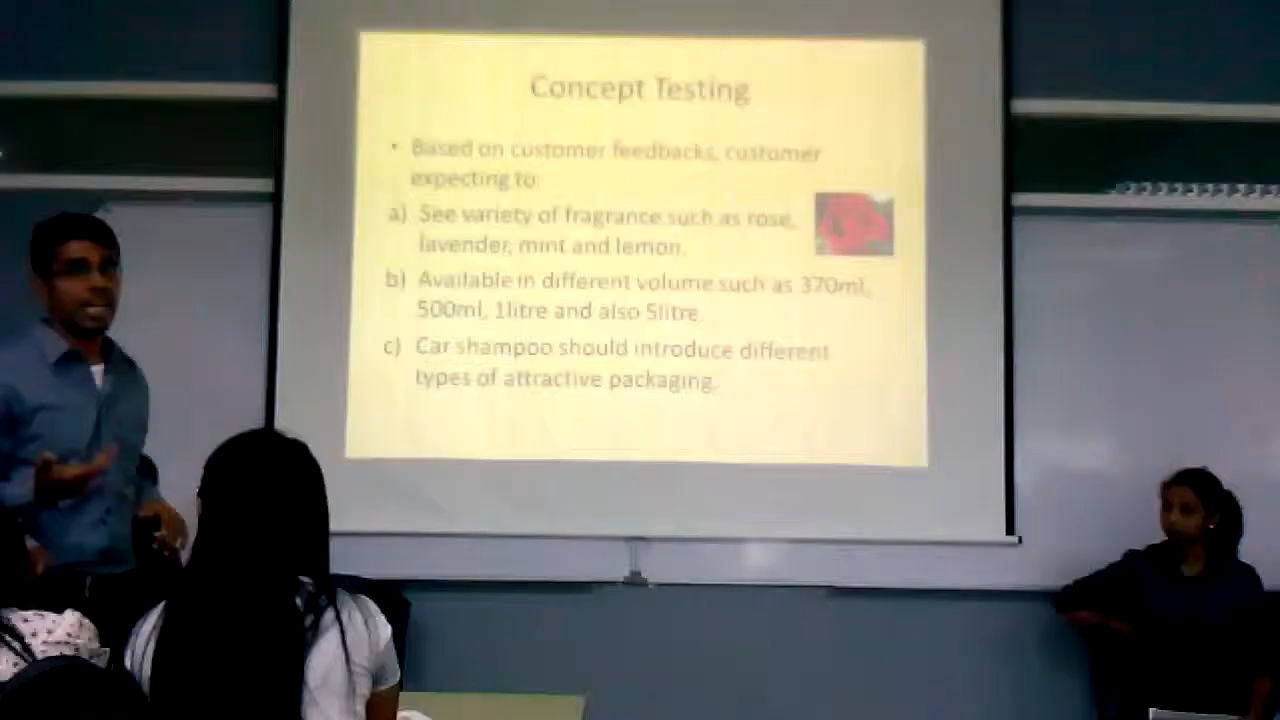 Concept Testing
• Based on customer feedbacks, customer
expecting to:
a) See variety of fragrance such as rose,
lavender, mint and lemon.
b) Available in different volume such as 370ml,
500ml, 1litre and also 5litre.
c) Car shampoo should introduce different
types of attractive packaging.